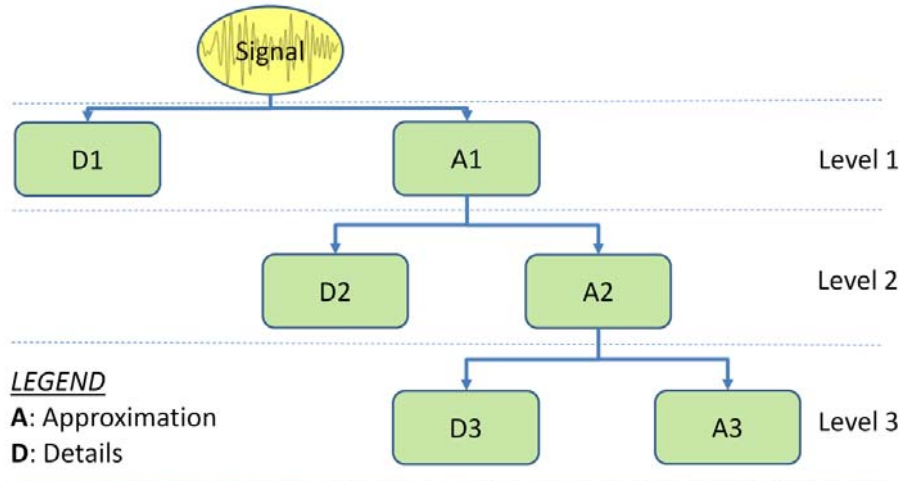 Signal
D1
A1
Level 1
D2
A2
Level 2
LEGEND
A: Approximation
D: Details
D3
A3
Level 3